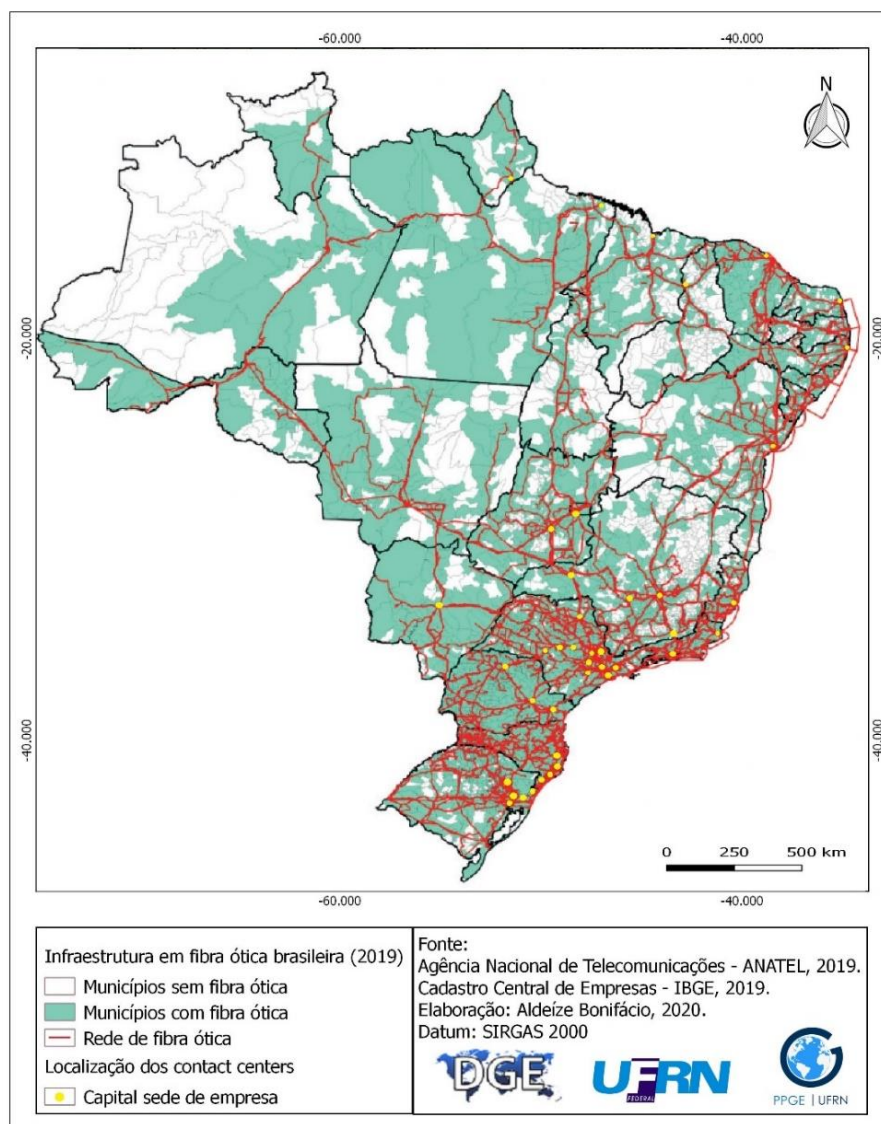 -60.000
-40.000
N
-20.000
-20.000
-40.000
-40.000
0 250 500 km
-60.000
-40.000
Infraestrutura em fibra ótica brasileira (2019)
Municípios sem fibra ótica
Municípios com fibra ótica
Rede de fibra ótica
Localização dos contact centers
Capital sede de empresa
Fonte:
Agência Nacional de Telecomunicações - ANATEL, 2019.
Cadastro Central de Empresas - IBGE, 2019.
Elaboração: Aldeíze Bonifácio, 2020.
Datum: SIRGAS 2000
DGE
UFRN
FEDERAL
PPGE | UFRN